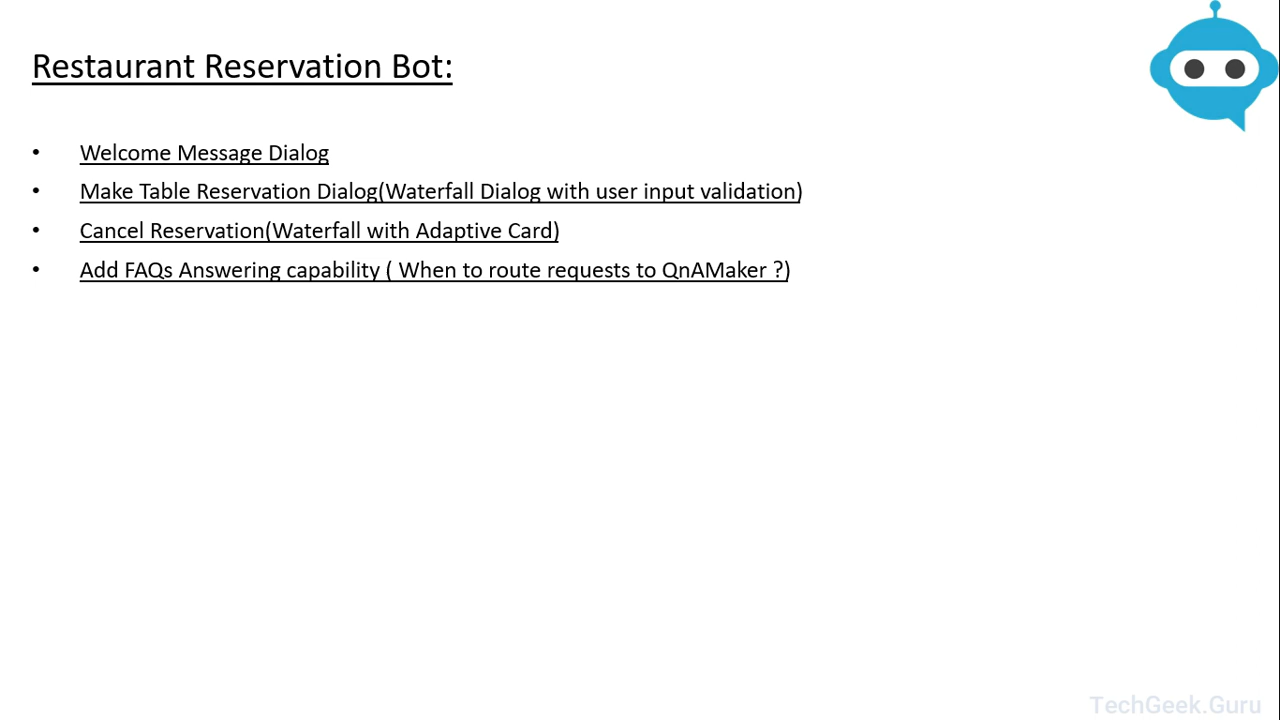 Restaurant Reservation Bot:
• Welcome Message Dialog
• Make Table Reservation Dialog(Waterfall Dialog with user input validation)
• Cancel Reservation(Waterfall with Adaptive Card)
• Add FAQs Answering capability ( When to route requests to QnAMaker ?)
TechGeek.Guru